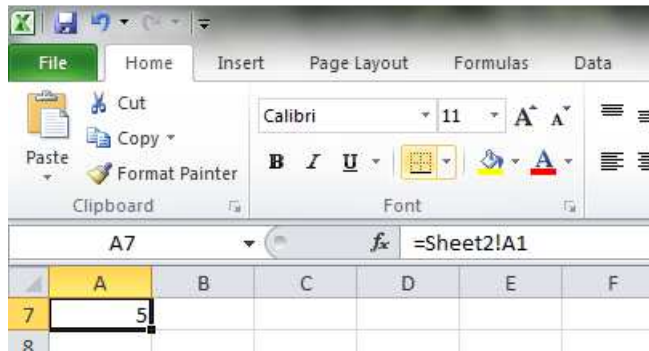 File Home Insert Page Layout Formulas Data
Cut
Calibri 11 A A
Copy
Paste
B I U A
Format Painter
Clipboard Font
A7 fx =Sheet2!A1
A B C D E F
7 5
8